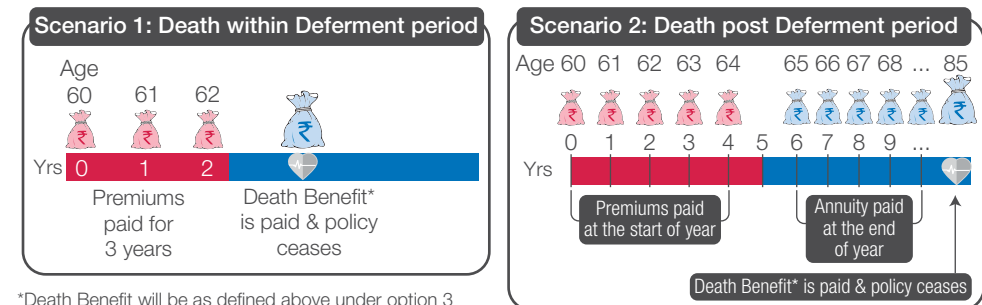 Scenario 1: Death within Deferment period
Age
60 61 62
₹ ₹ ₹ ₹
Yrs 0 1 2
Premiums
paid for
3 years
Death Benefit*
is paid & policy
ceases
*Death Benefit will be as defined above under option 3
Scenario 2: Death post Deferment period
Age 60 61 62 63 64 65 66 67 68 ... 85
₹ ₹ ₹ ₹ ₹ ₹ ₹ ₹ ₹ ₹ ₹
0 1 2 3 4 5 6 7 8 9 ...
Yrs
Premiums paid
at the start of year
Annuity paid
at the end
of year
Death Benefit* is paid & policy ceases